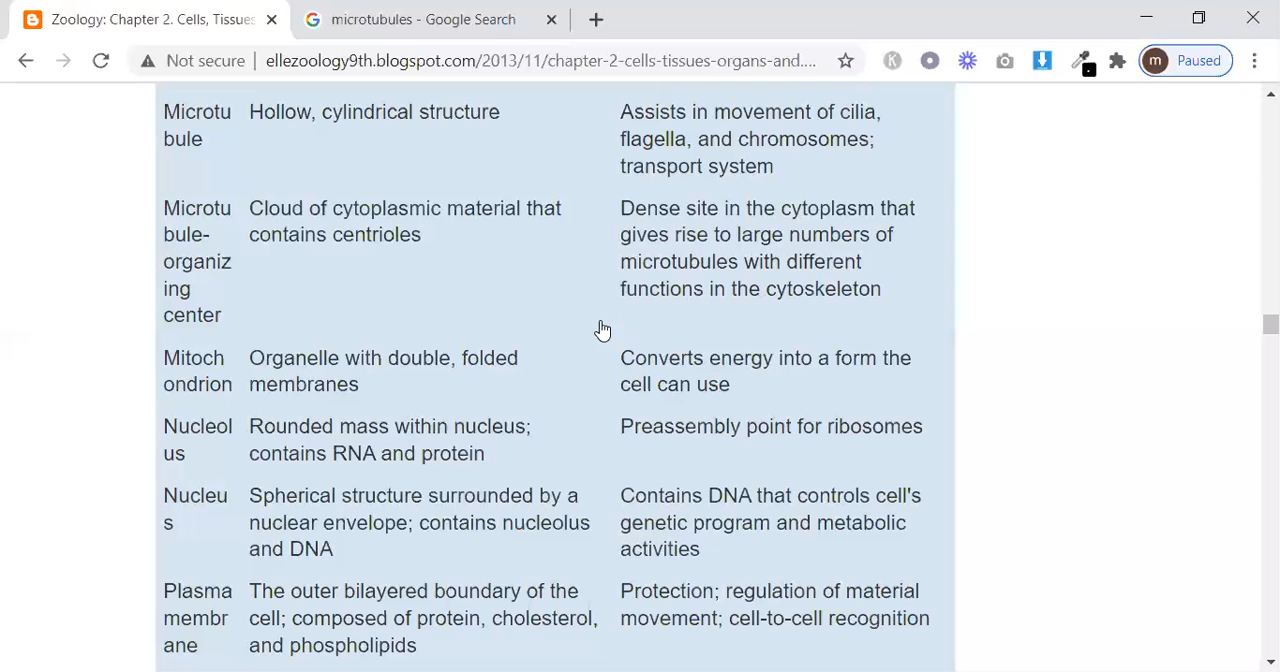 Zoology: Chapter 2. Cells, Tissues
microtubules - Google Search
Not secure
ellezoology9th.blogspot.com/2013/11/chapter-2-cells-tissues-organs-and....
K
m
Paused
Microtu
bule
Hollow, cylindrical structure
Assists in movement of cilia,
flagella, and chromosomes;
transport system
Microtu
bule-
organiz
ing
center
Cloud of cytoplasmic material that
contains centrioles
Dense site in the cytoplasm that
gives rise to large numbers of
microtubules with different
functions in the cytoskeleton
Mitoch
ondrion
Organelle with double, folded
membranes
Converts energy into a form the
cell can use
Nucleol
us
Rounded mass within nucleus;
contains RNA and protein
Preassembly point for ribosomes
Nucleu
s
Spherical structure surrounded by a
nuclear envelope; contains nucleolus
and DNA
Contains DNA that controls cell's
genetic program and metabolic
activities
Plasma
membr
ane
The outer bilayered boundary of the
cell; composed of protein, cholesterol,
and phospholipids
Protection; regulation of material
movement; cell-to-cell recognition